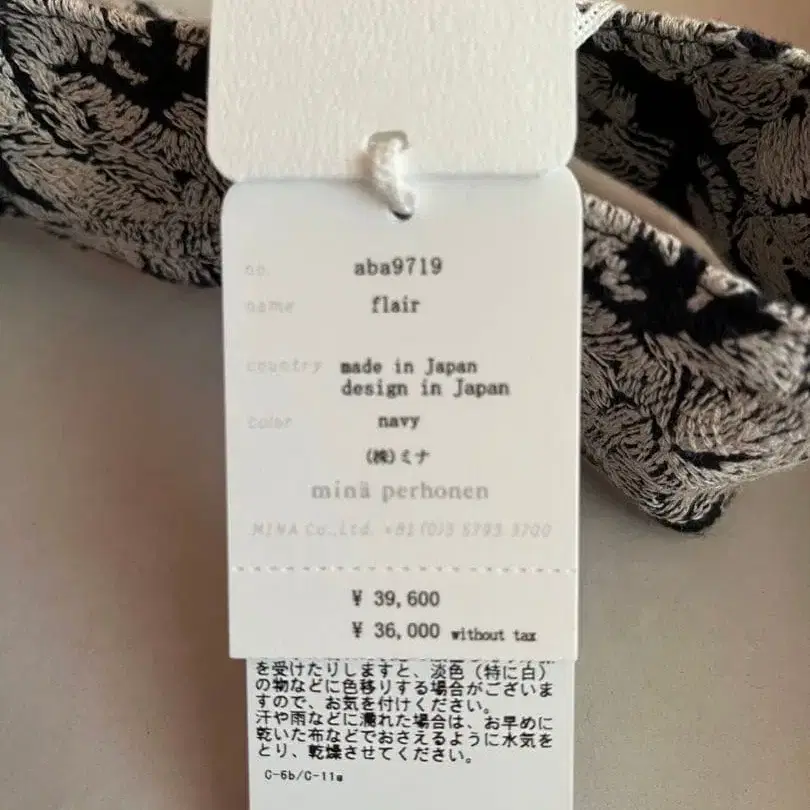 no. aba9719
name flair
country made in Japan
design in Japan
color navy
(株)ミナ
minä perhonen
MINA Co.,Ltd. +81(0)3 5793 3700
¥ 39,600
¥ 36,000 without tax
を受けたりしますと、淡色（特に白）
の物などに色移りする場合がございま
すので、お気を付けください。
汗や雨などに濡れた場合は、お早めに
乾いた布などでおさえるように水気を
とり、乾燥させてください。